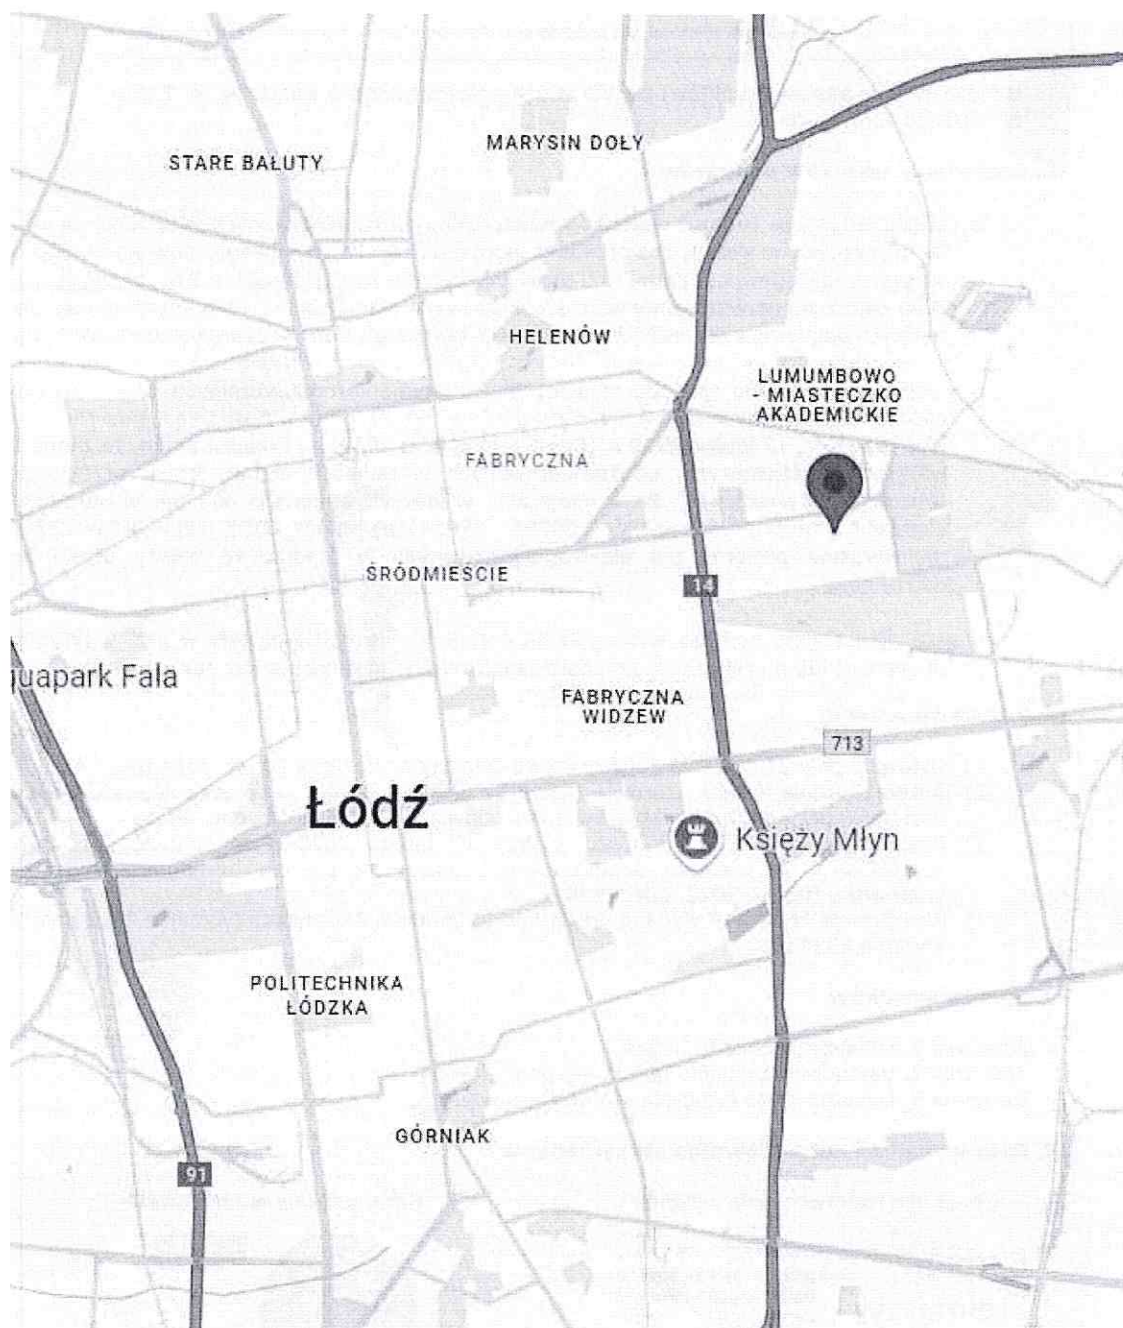 MARYSIN DOŁY
STARE BAŁUTY
HELENÓW
LUMUMBOWO
- MIASTECZKO
AKADEMICKIE
FABRYCZNA
ŚRÓDMIEŚCIE
14
quapark Fala
FABRYCZNA
WIDZEW
713
Łódź
Księży Młyn
POLITECHNIKA
ŁÓDZKA
GÓRNIAK
91